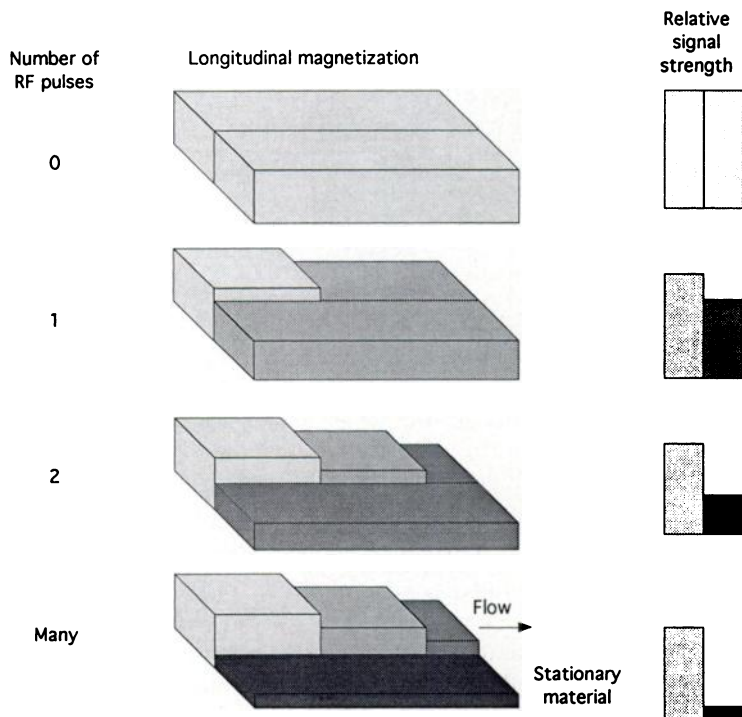 Number of
RF pulses
Longitudinal magnetization
Relative
signal
strength
0
1
2
Many
Flow
Stationary
material